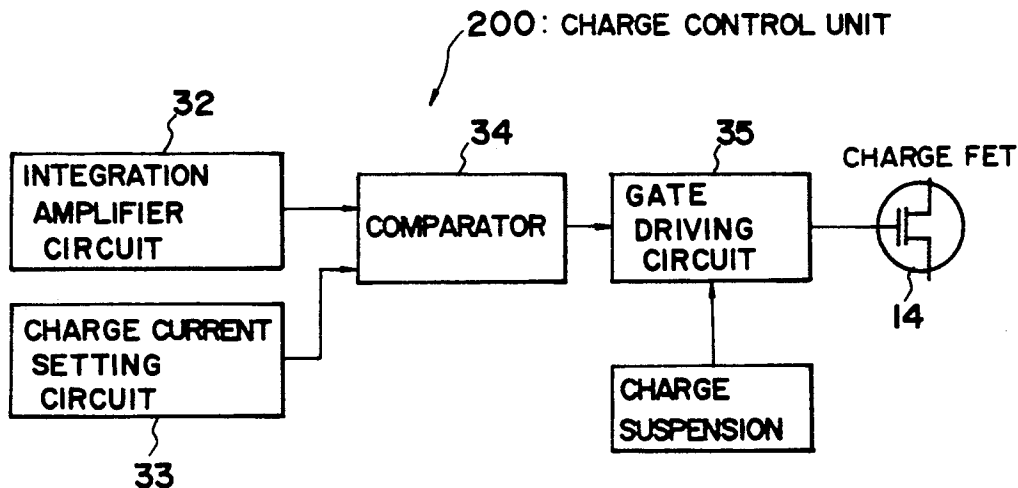 200: CHARGE CONTROL UNIT
32
INTEGRATION
AMPLIFIER
CIRCUIT
34
COMPARATOR
35
GATE
DRIVING
CIRCUIT
CHARGE FET
14
CHARGE CURRENT
SETTING
CIRCUIT
33
CHARGE
SUSPENSION